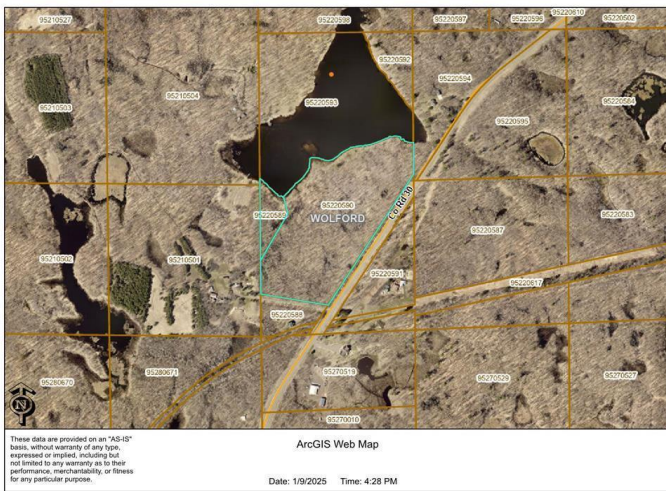 95210527
95220598
95220597
95220596
95220610
95220502
95220592
95220594
95220584
95210503
95210504
95220593
95220595
95220589
95220590
WOLFORD
Co Rd 30
95220583
95220587
95210502
95210501
95220591
95220617
95220588
95280670
95280671
95270519
95270529
95270527
95270010
N
These data are provided on an "AS-IS"
basis, without warranty of any type,
expressed or implied, including but
not limited to any warranty as to their
performance, merchantability, or fitness
for any particular purpose.
ArcGIS Web Map
Date: 1/9/2025 Time: 4:28 PM